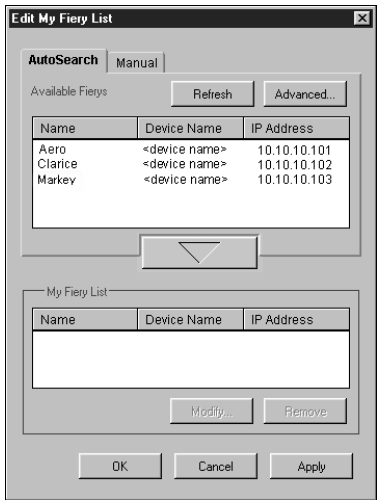 Edit My Fiery List
AutoSearch Manual
Available Fierys Refresh Advanced...
Name Device Name IP Address
Aero <device name> 10.10.10.101
Clarice <device name> 10.10.10.102
Markey <device name> 10.10.10.103
My Fiery List
Name Device Name IP Address
Modify... Remove
OK Cancel Apply